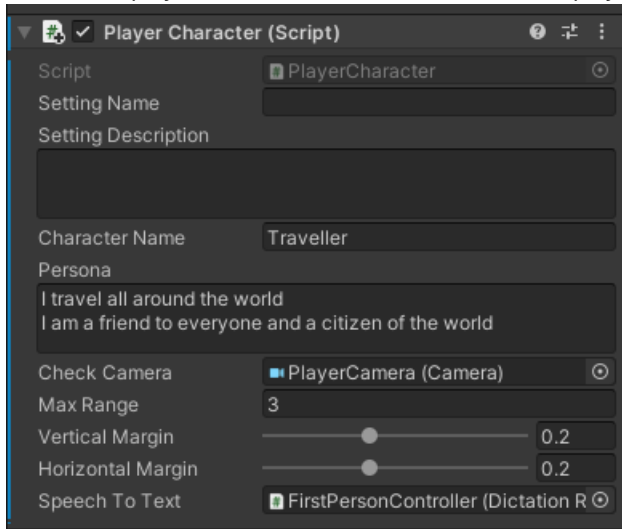 Player Character (Script)
Script PlayerCharacter
Setting Name
Setting Description
Character Name Traveller
Persona
I travel all around the world
I am a friend to everyone and a citizen of the world
Check Camera PlayerCamera (Camera)
Max Range 3
Vertical Margin 0.2
Horizontal Margin 0.2
Speech To Text FirstPersonController (Dictation R